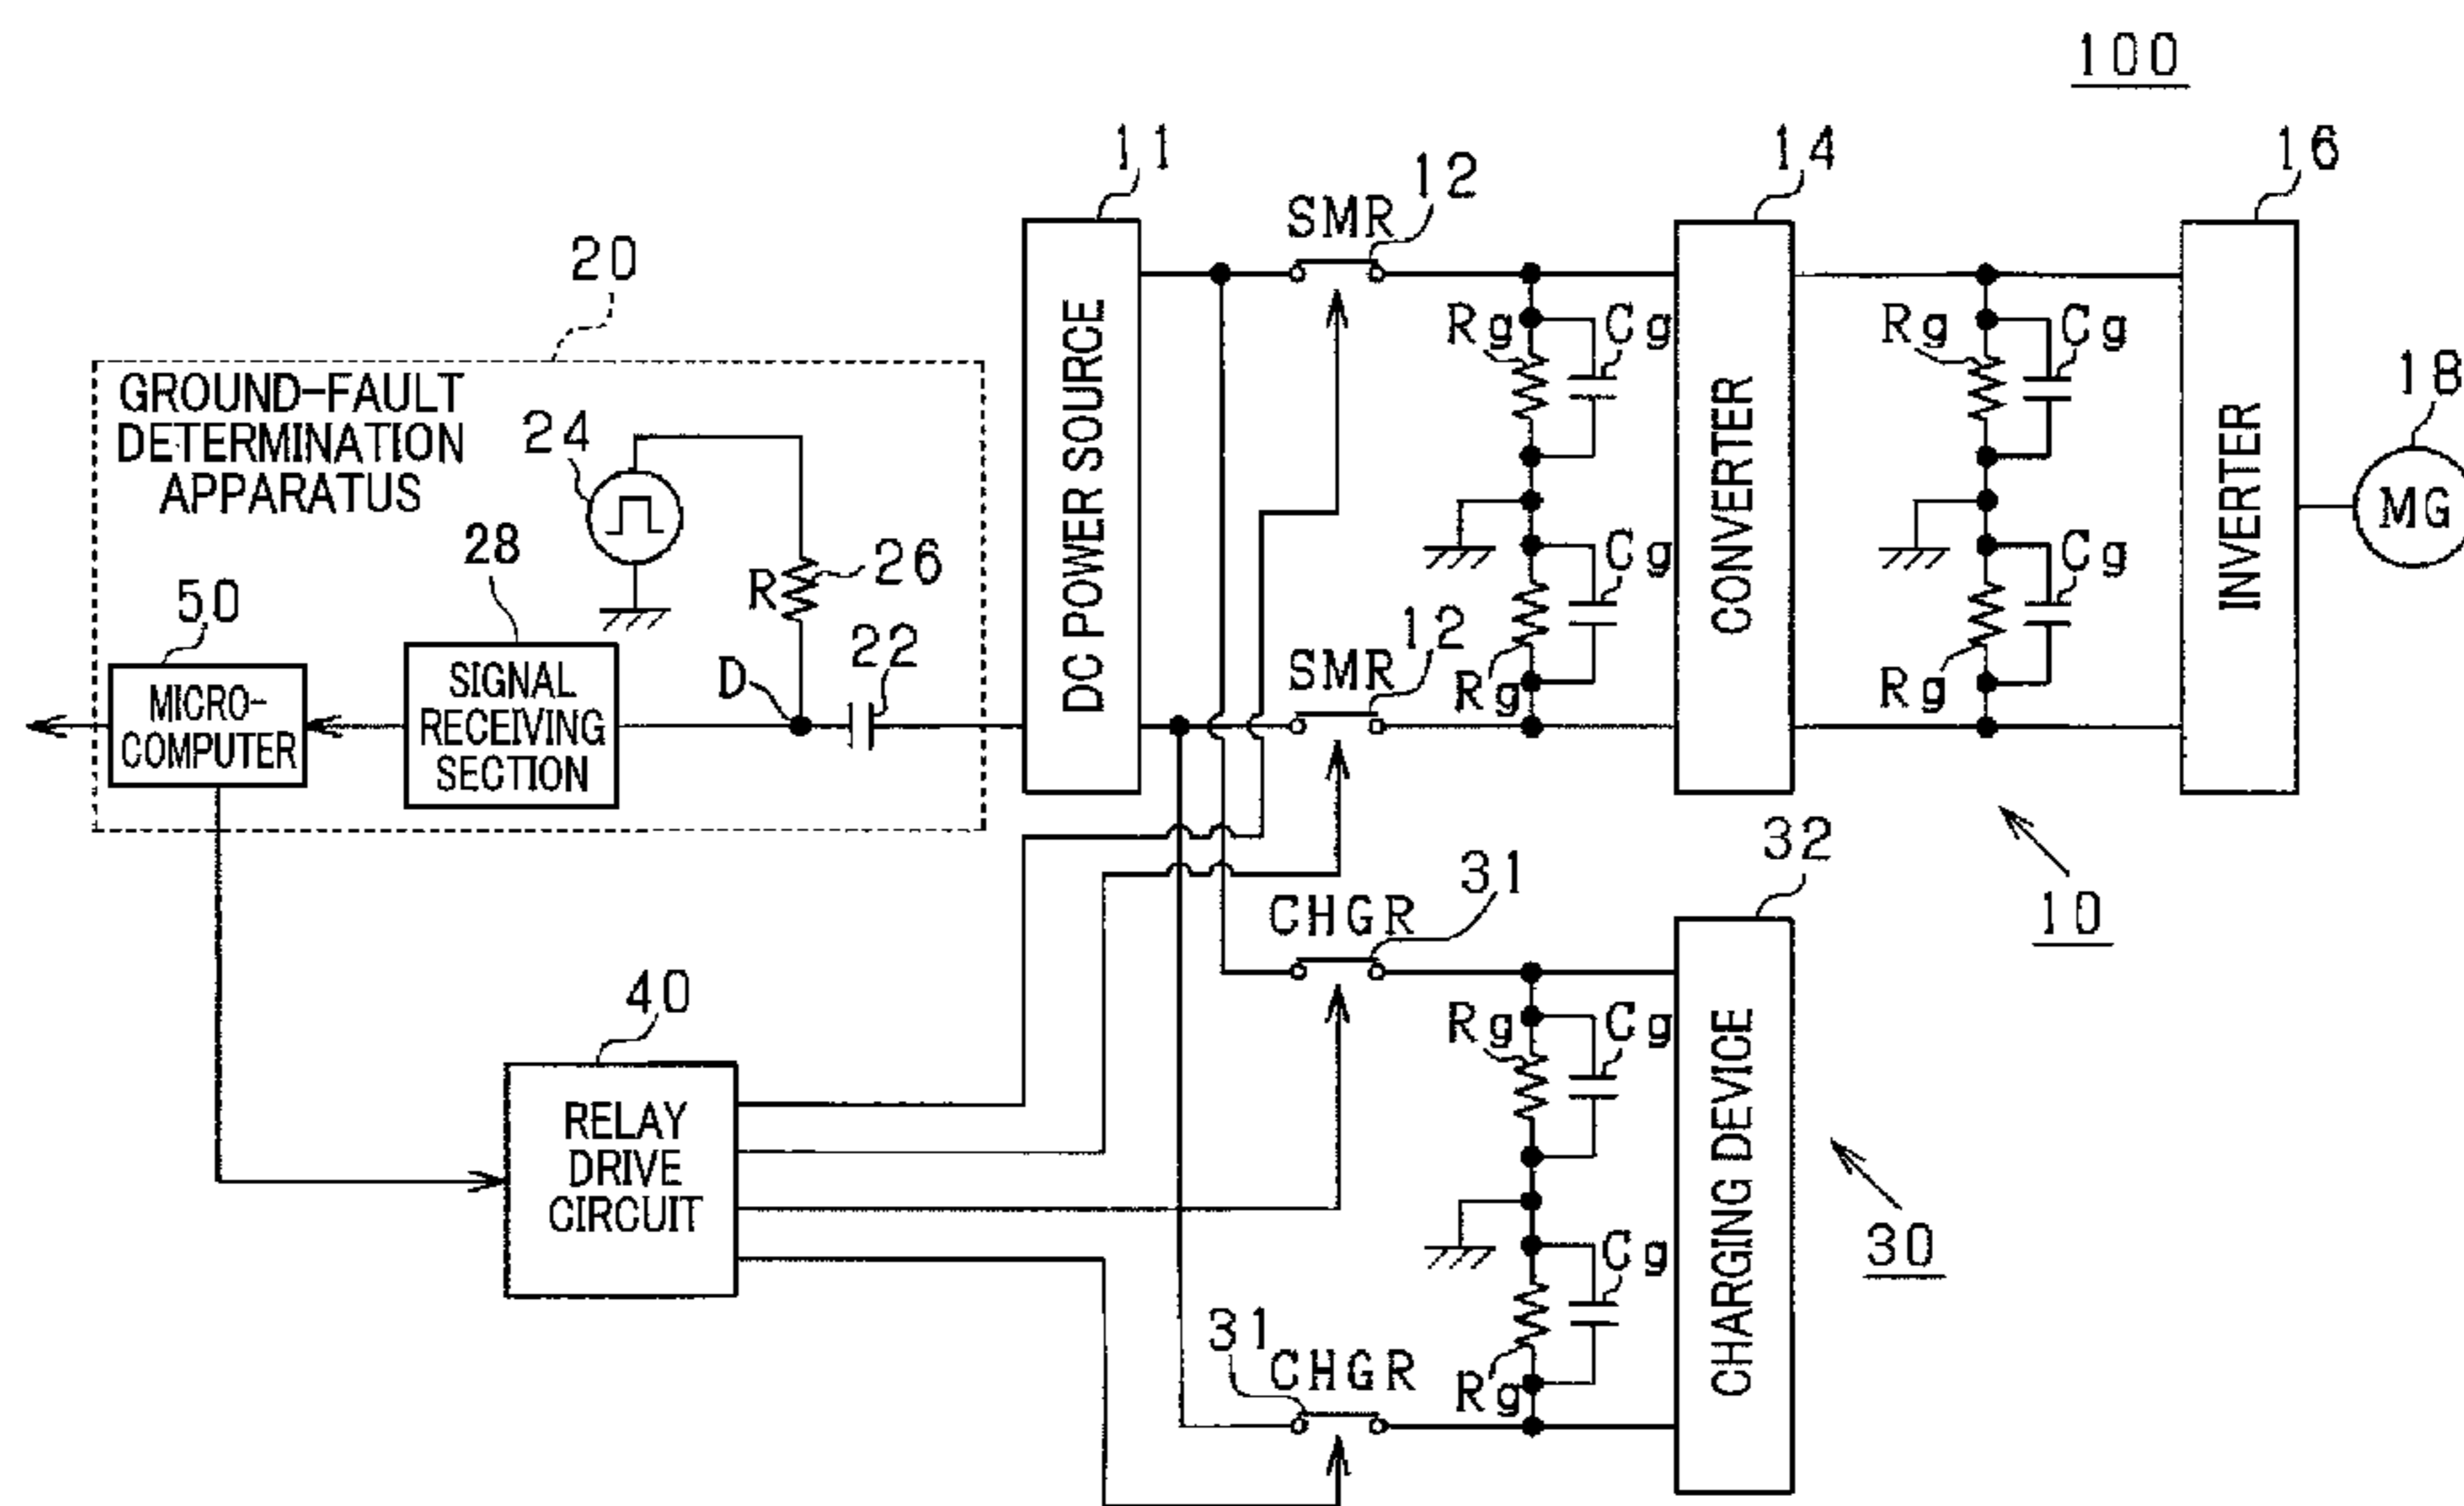 100
11
12
14
16
SMR
20
Rg
Cg
Rg
Cg
GROUND-FAULT
DETERMINATION
APPARATUS
24
DC POWER SOURCE
CONVERTER
INVERTER
18
MG
28
R
26
50
Cg
Cg
12
22
SMR
D
MICRO-
COMPUTER
SIGNAL
RECEIVING
SECTION
Rg
Rg
32
31
CHGR
10
40
Rg
Cg
RELAY
DRIVE
CIRCUIT
CHARGING DEVICE
30
Cg
31
CHGR
Rg